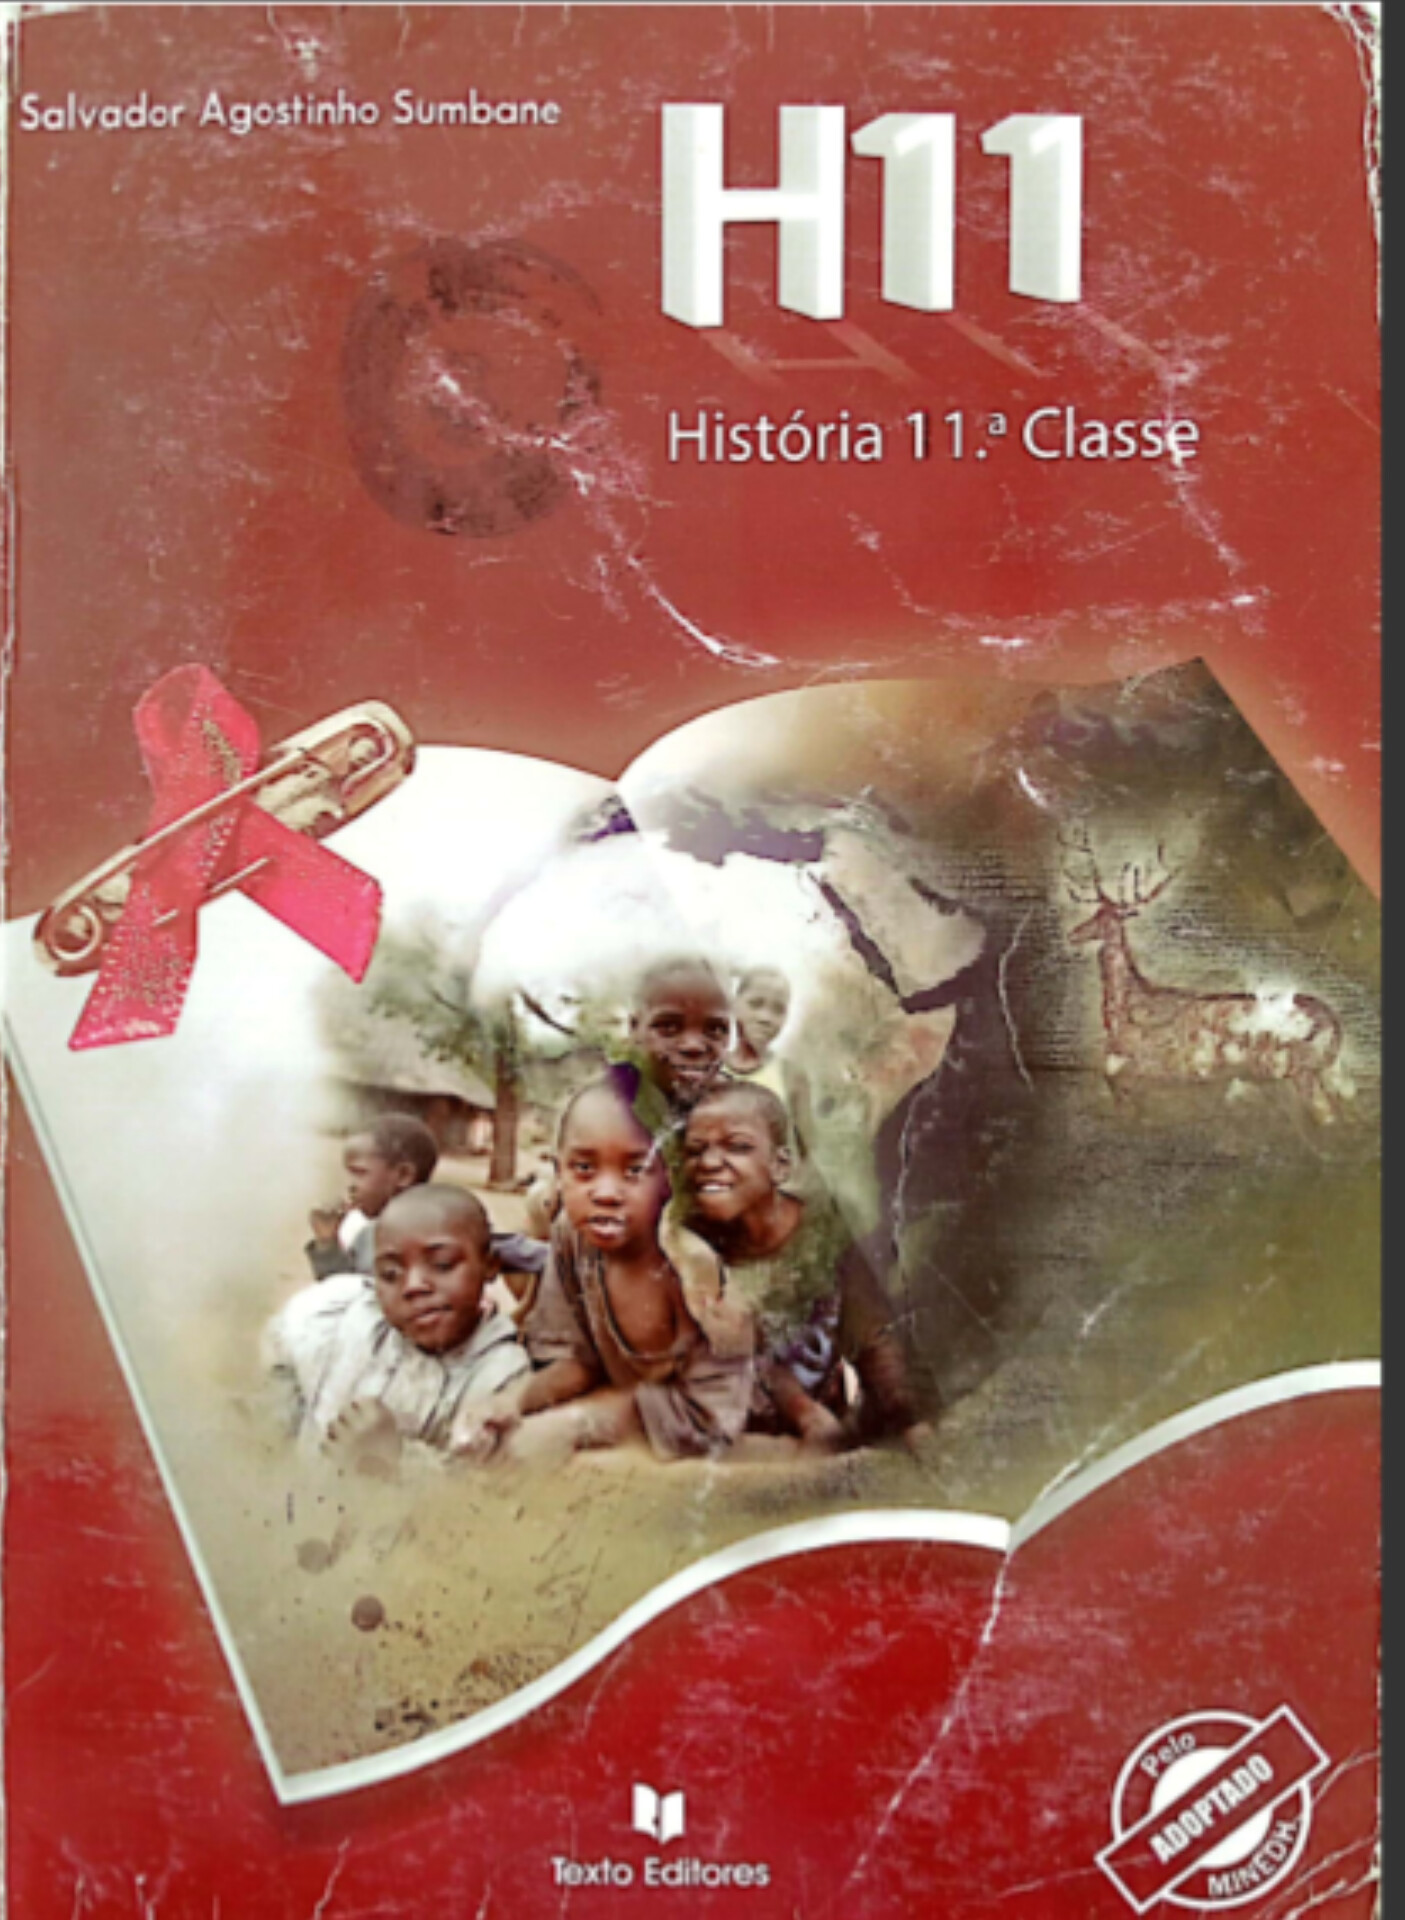 Salvador Agostinho Sumbane
H11
História 11.ª Classe
Texto Editores
Pelo
ADOPTADO
MINEDH